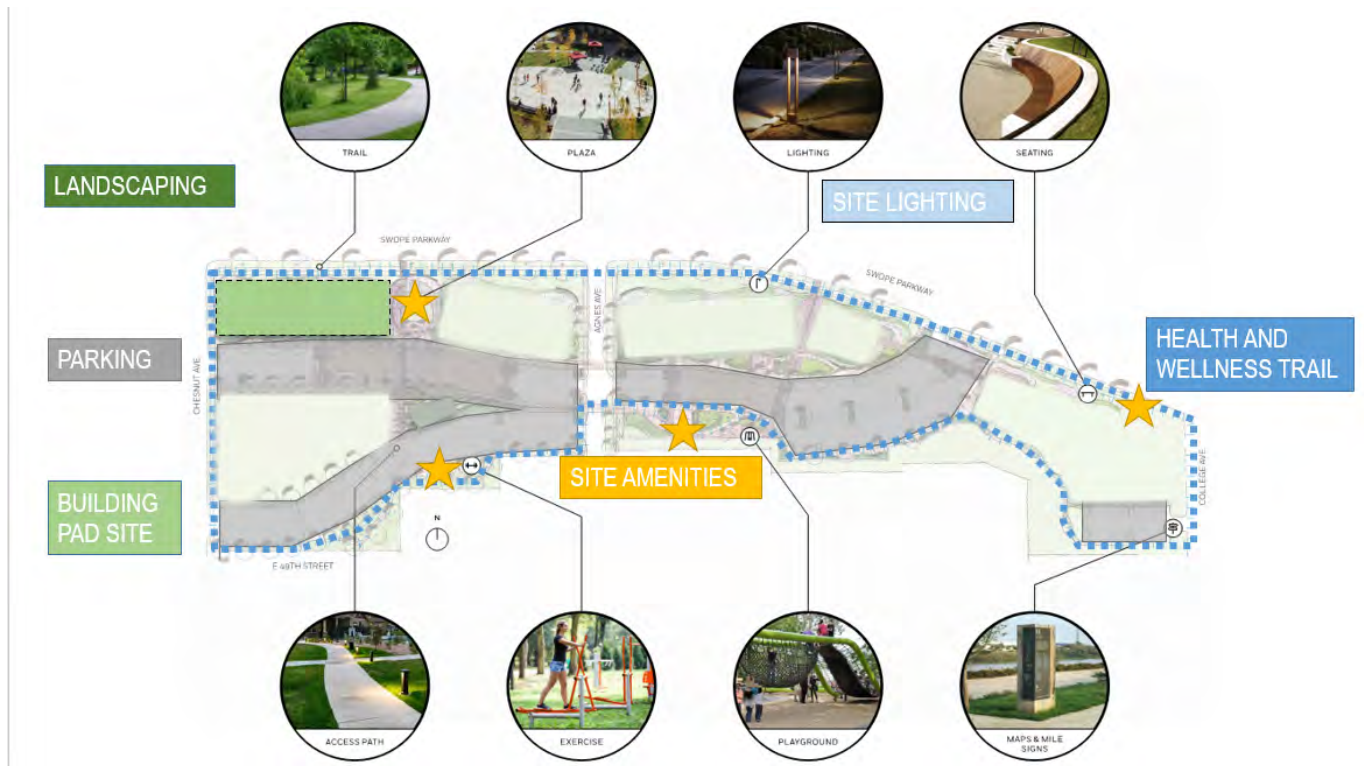 TRAIL
PLAZA
LIGHTING
SEATING
LANDSCAPING
SITE LIGHTING
SWOPE PARKWAY
SWOPE PARKWAY
AGNES AVE
HEALTH AND
WELLNESS TRAIL
PARKING
CHESNUT AVE.
SITE AMENITIES
COLLEGE AVE
BUILDING
PAD SITE
N
E 49TH STREET
ACCESS PATH
EXERCISE
PLAYGROUND
MAPS & MILE
SIGNS